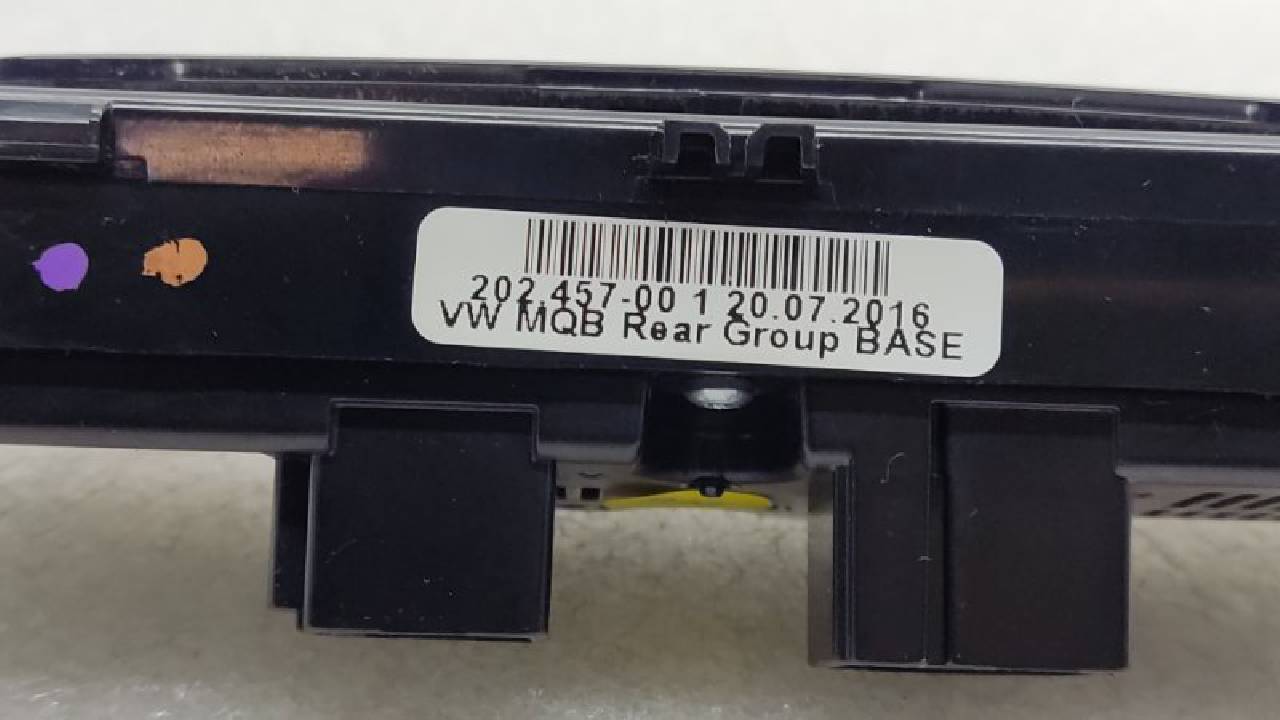 202.457-00 1 20.07.2016
VW MQB Rear Group BASE